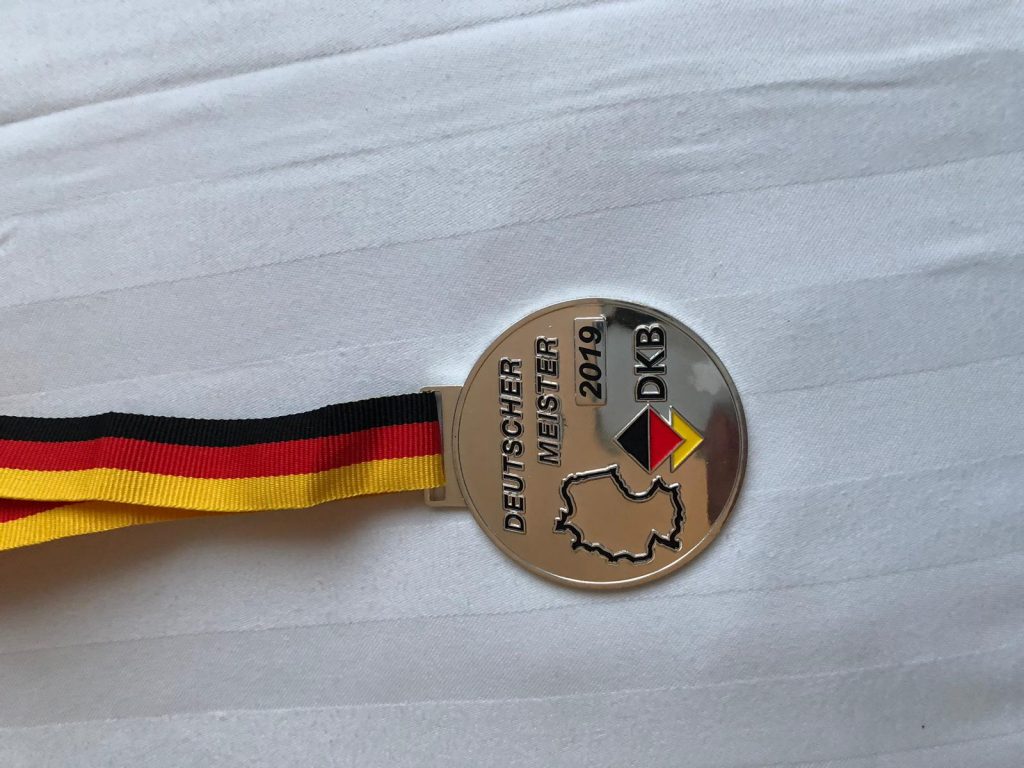 DEUTSCHER
MEISTER
2019
DKB